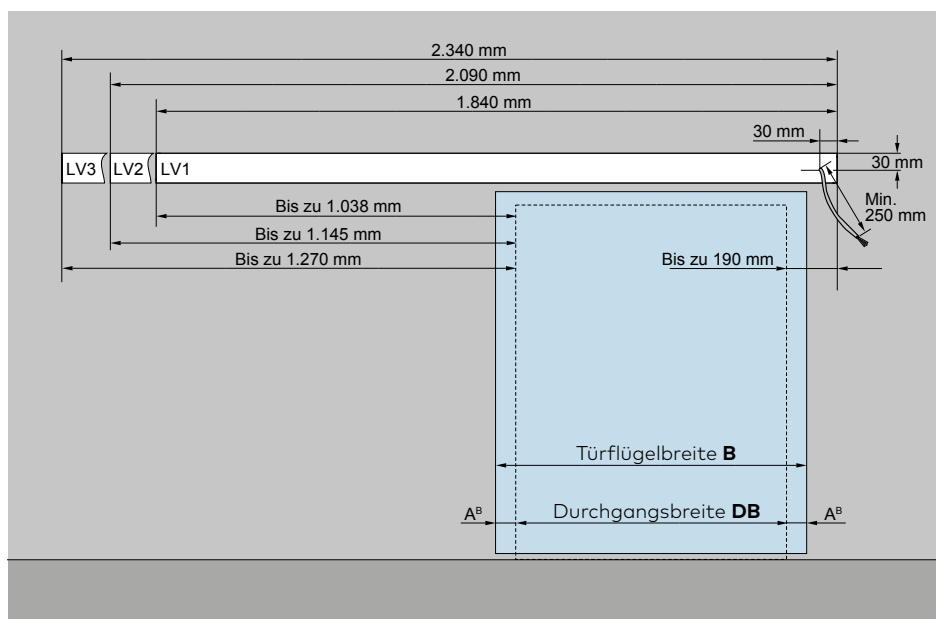 2.340 mm
2.090 mm
1.840 mm
30 mm
30 mm
LV3
LV2
LV1
Min.
250 mm
Bis zu 1.038 mm
Bis zu 1.145 mm
Bis zu 1.270 mm
Bis zu 190 mm
Türflügelbreite B
Aᴮ
Durchgangsbreite DB
Aᴮ